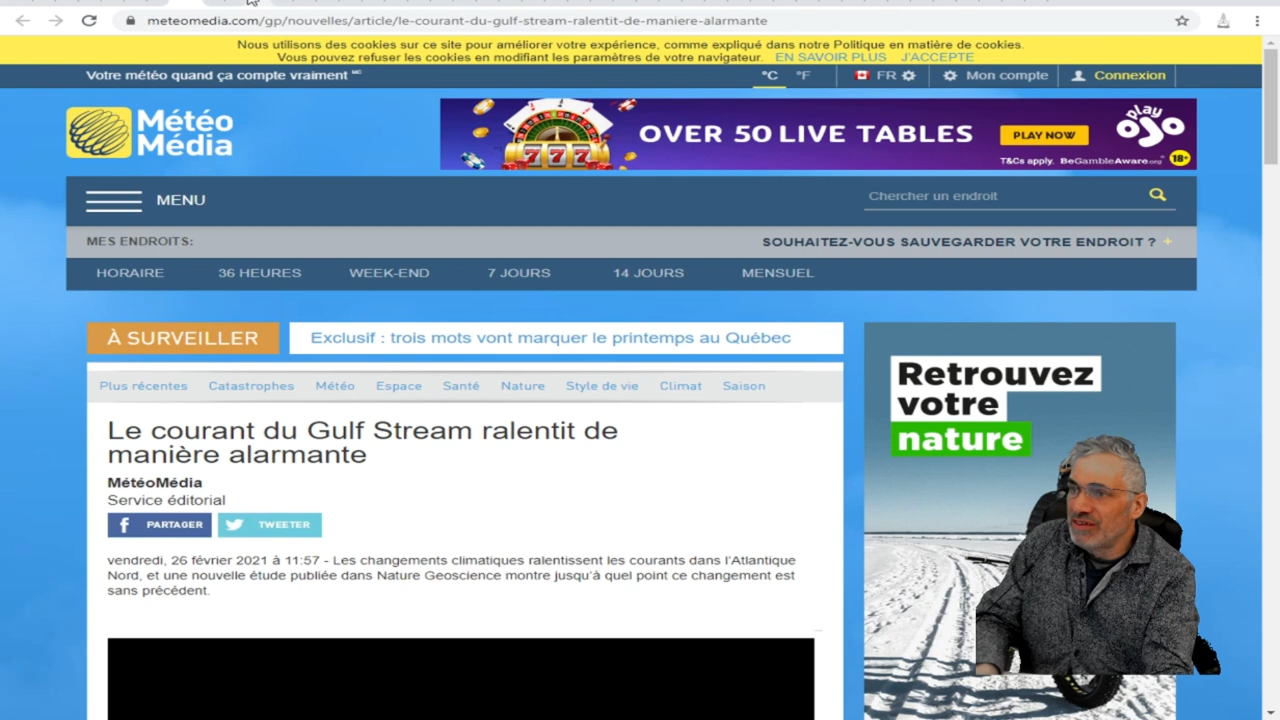 meteomedia.com/gp/nouvelles/article/le-courant-du-gulf-stream-ralentit-de-maniere-alarmante
Nous utilisons des cookies sur ce site pour améliorer votre expérience, comme expliqué dans notre Politique en matière de cookies.
Vous pouvez refuser les cookies en modifiant les paramètres de votre navigateur. EN SAVOIR PLUS J'ACCEPTE
Votre météo quand ça compte vraiment MC
°C °F FR Mon compte Connexion
Météo
Média
OVER 50 LIVE TABLES
PLAY NOW
play
OJO
777
T&Cs apply. BeGambleAware.org 18+
MENU
Chercher un endroit
MES ENDROITS:
SOUHAITEZ-VOUS SAUVEGARDER VOTRE ENDROIT ? +
HORAIRE 36 HEURES WEEK-END 7 JOURS 14 JOURS MENSUEL
À SURVEILLER
Exclusif : trois mots vont marquer le printemps au Québec
Plus récentes Catastrophes Météo Espace Santé Nature Style de vie Climat Saison
Le courant du Gulf Stream ralentit de
manière alarmante
MétéoMédia
Service éditorial
f PARTAGER TWEETER
vendredi, 26 février 2021 à 11:57 - Les changements climatiques ralentissent les courants dans l'Atlantique
Nord, et une nouvelle étude publiée dans Nature Geoscience montre jusqu'à quel point ce changement est
sans précédent.
Retrouvez
votre
nature